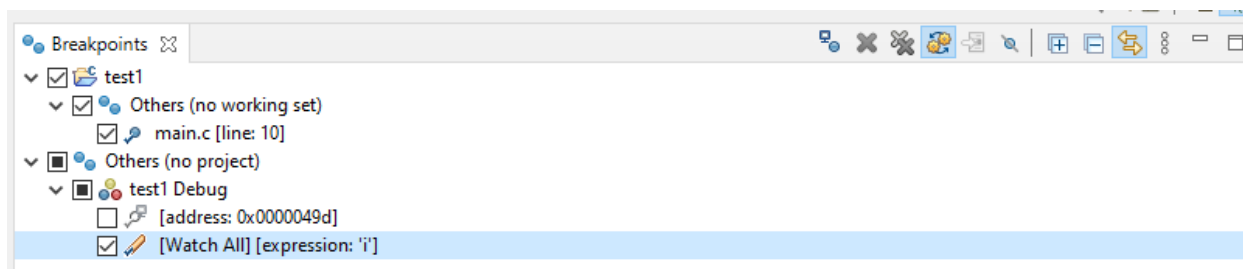 Breakpoints
test1
Others (no working set)
main.c [line: 10]
Others (no project)
test1 Debug
[address: 0x0000049d]
[Watch All] [expression: 'i']